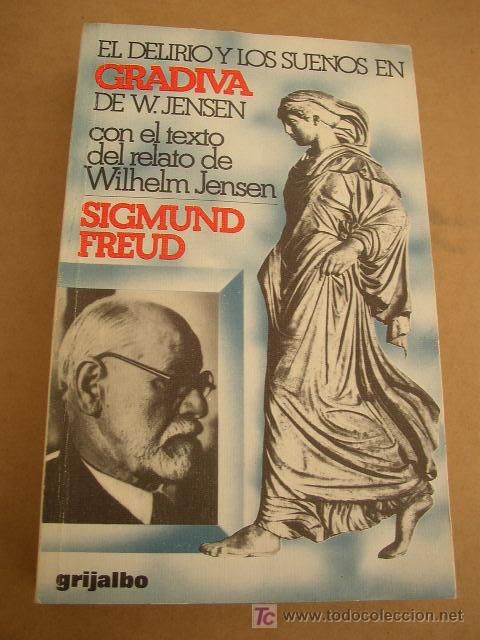 EL DELIRIO Y LOS SUEÑOS EN
GRADIVA
DE W. JENSEN
con el texto
del relato de
Wilhelm Jensen
SIGMUND
FREUD
grijalbo
TC www.todocoleccion.net